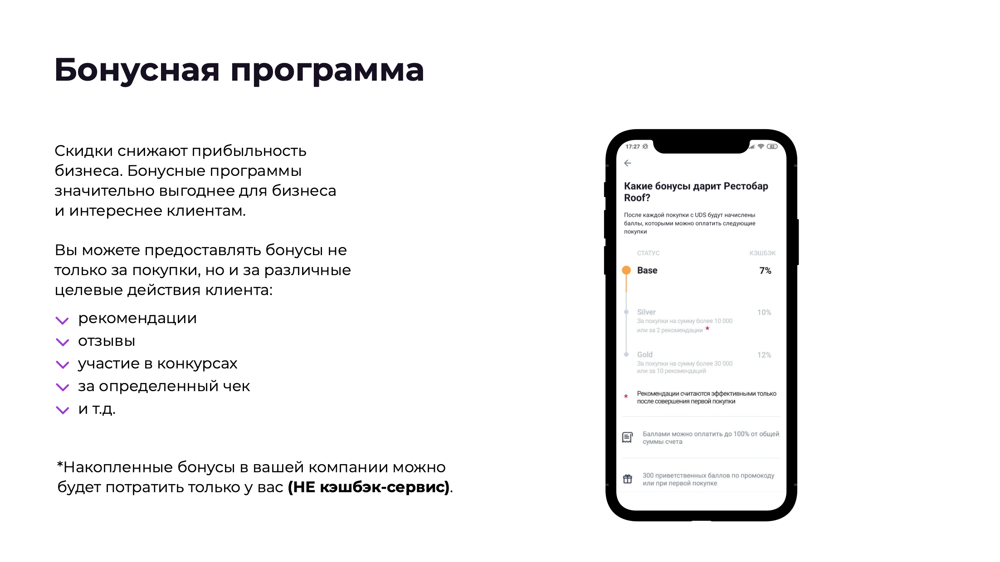 Бонусная программа
Скидки снижают прибыльность
бизнеса. Бонусные программы
значительно выгоднее для бизнеса
и интереснее клиентам.
Вы можете предоставлять бонусы не
только за покупки, но и за различные
целевые действия клиента:
рекомендации
отзывы
участие в конкурсах
за определенный чек
и т.д.
*Накопленные бонусы в вашей компании можно
будет потратить только у вас (НЕ кэшбэк-сервис).
17:27 82
Какие бонусы дарит Рестобар
Roof?
После каждой покупки с UDS будут начислены
баллы, которыми можно оплатить следующие
покупки
СТАТУС КЭШБЭК
Base 7%
Silver 10%
За покупки на сумму более 10 000
или за 2 рекомендации *
Gold 12%
За покупки на сумму более 30 000
или за 10 рекомендаций
* Рекомендации считаются эффективными только
после совершения первой покупки
Баллами можно оплатить до 100% от общей
суммы счета
300 приветственных баллов по промокоду
или при первой покупке